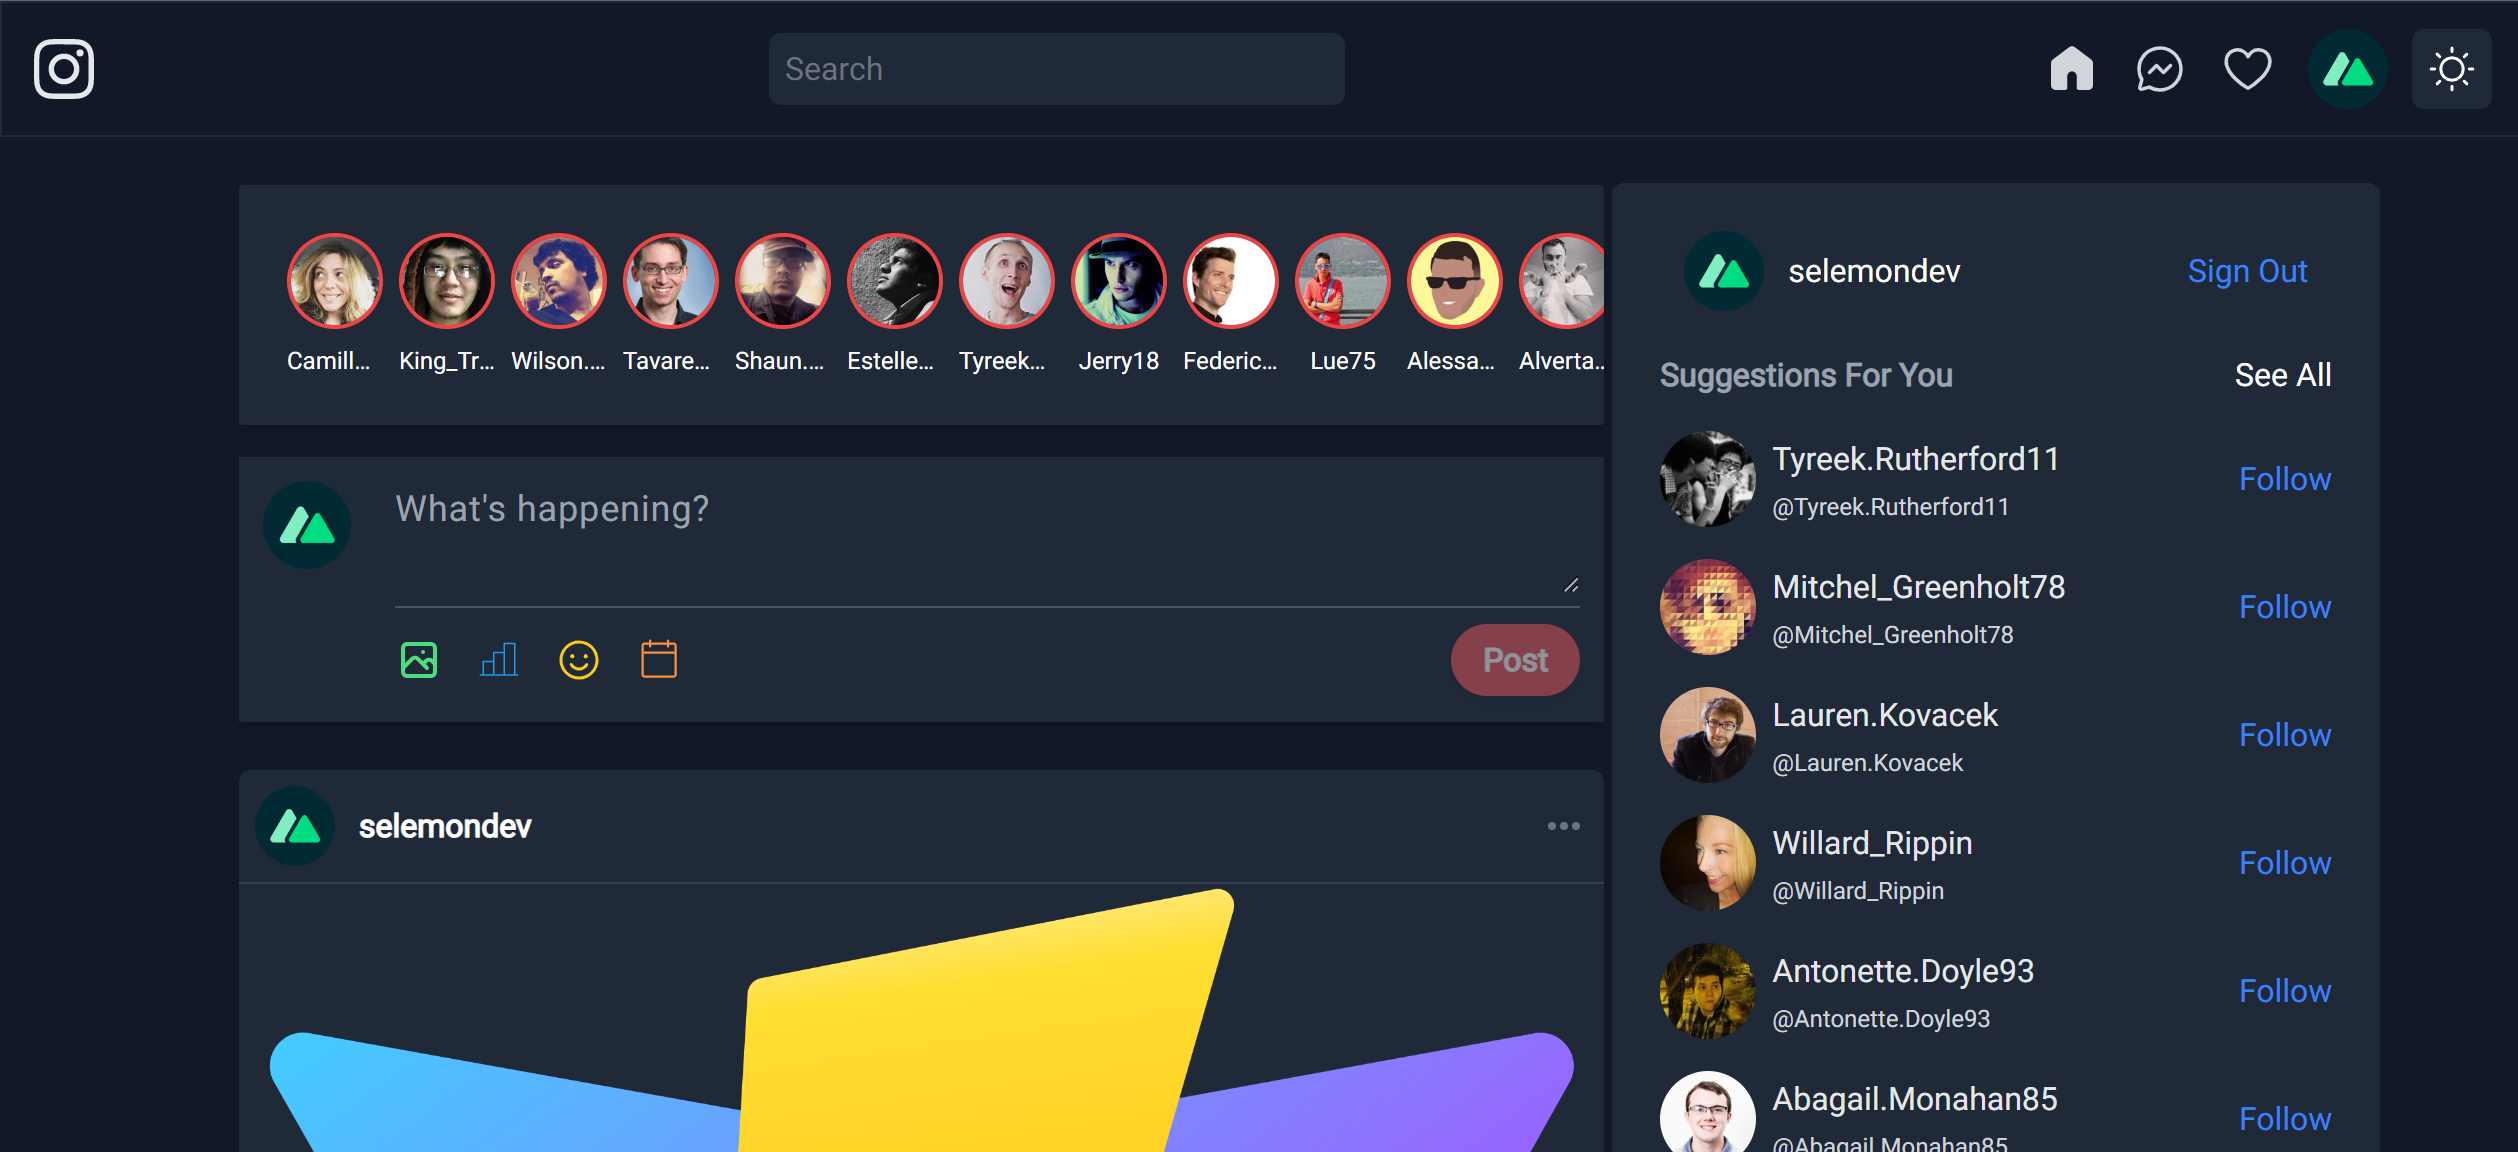 Search
Camill...
King_Tr...
Wilson....
Tavare...
Shaun....
Estelle...
Tyreek...
Jerry18
Federic...
Lue75
Alessa...
Alverta...
What's happening?
Post
selemondev
selemondev
Sign Out
Suggestions For You
See All
Tyreek.Rutherford11
@Tyreek.Rutherford11
Follow
Mitchel_Greenholt78
@Mitchel_Greenholt78
Follow
Lauren.Kovacek
@Lauren.Kovacek
Follow
Willard_Rippin
@Willard_Rippin
Follow
Antonette.Doyle93
@Antonette.Doyle93
Follow
Abagail.Monahan85
@Abagail.Monahan85
Follow